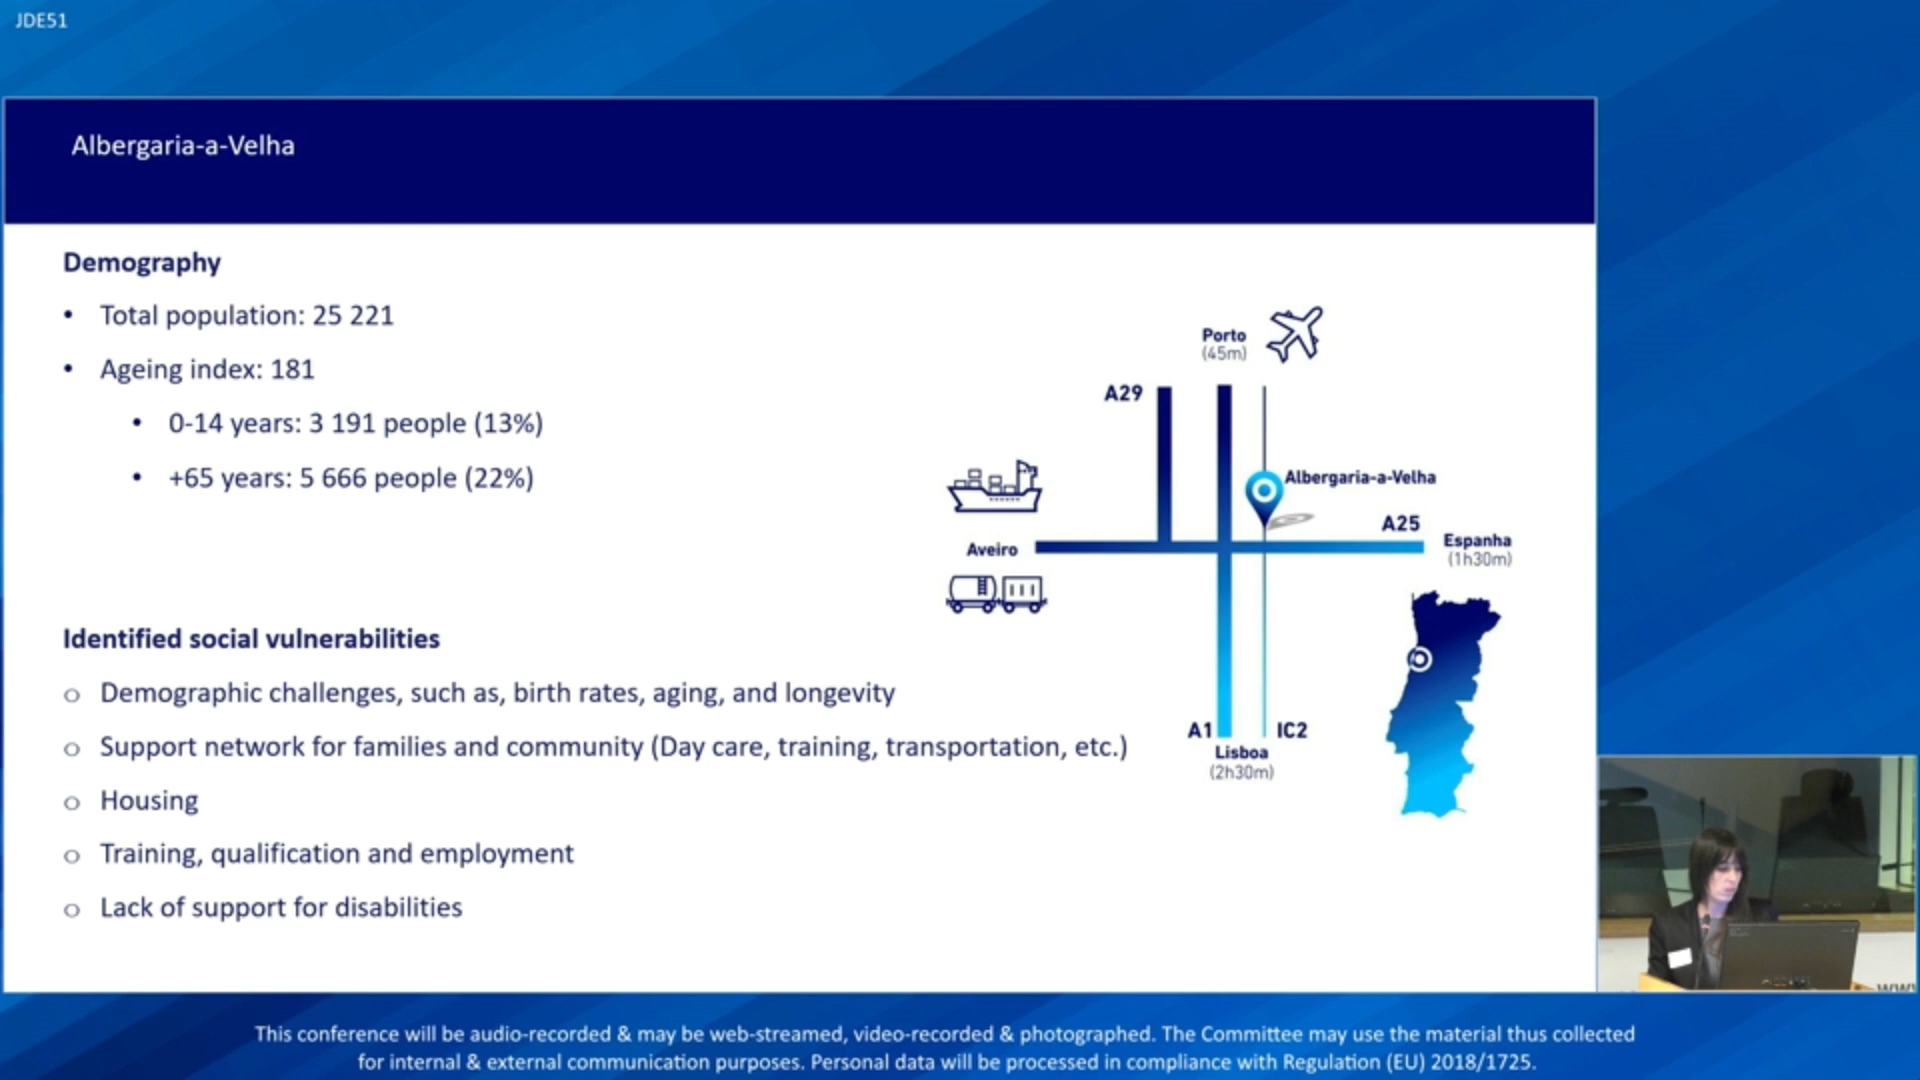 JDE51
Albergaria-a-Velha
Demography
• Total population: 25 221
• Ageing index: 181
• 0-14 years: 3 191 people (13%)
• +65 years: 5 666 people (22%)
Identified social vulnerabilities
o Demographic challenges, such as, birth rates, aging, and longevity
o Support network for families and community (Day care, training, transportation, etc.)
o Housing
o Training, qualification and employment
o Lack of support for disabilities
Porto
(45m)
A29
Albergaria-a-Velha
A25
Aveiro
Espanha
(1h30m)
A1
IC2
Lisboa
(2h30m)
This conference will be audio-recorded & may be web-streamed, video-recorded & photographed. The Committee may use the material thus collected
for internal & external communication purposes. Personal data will be processed in compliance with Regulation (EU) 2018/1725.